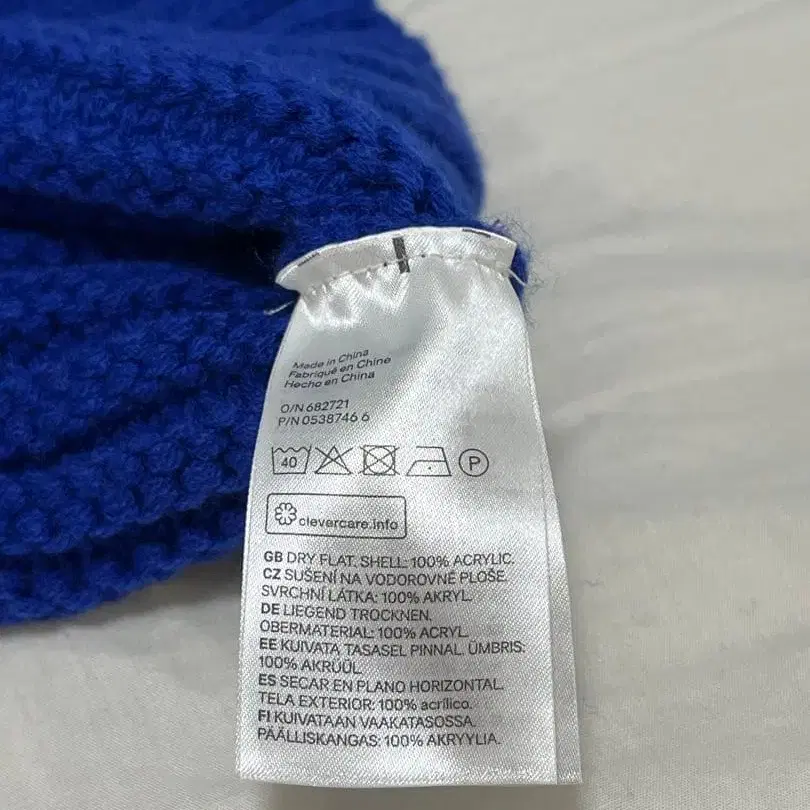 Made in China
Fabriqué en Chine
Hecho en China
O/N 682721
P/N 0538746 6
40
P
clevercare.info
GB DRY FLAT. SHELL: 100% ACRYLIC.
CZ SUŠENÍ NA VODOROVNÉ PLOŠE.
SVRCHNÍ LÁTKA: 100% AKRYL.
DE LIEGEND TROCKNEN.
OBERMATERIAL: 100% ACRYL.
EE KUIVATA TASASEL PINNAL. ÜMBRIS:
100% AKRÜÜL.
ES SECAR EN PLANO HORIZONTAL.
TELA EXTERIOR: 100% acrílico.
FI KUIVATAAN VAAKATASOSSA.
PÄÄLLISKANGAS: 100% AKRYYLIA.